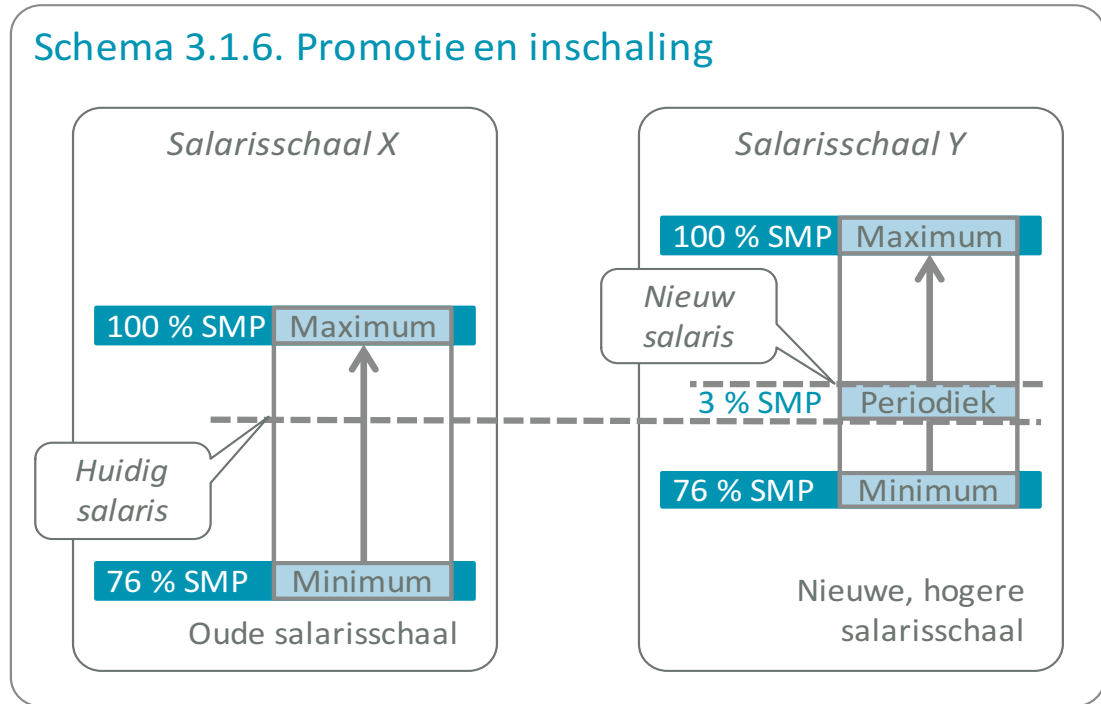 Schema 3.1.6. Promotie en inschaling
Salarisschaal X
100 % SMP Maximum
Huidig
salaris
76 % SMP Minimum
Oude salarisschaal
Salarisschaal Y
100 % SMP Maximum
Nieuw
salaris
3 % SMP Periodiek
76 % SMP Minimum
Nieuwe, hogere
salarisschaal